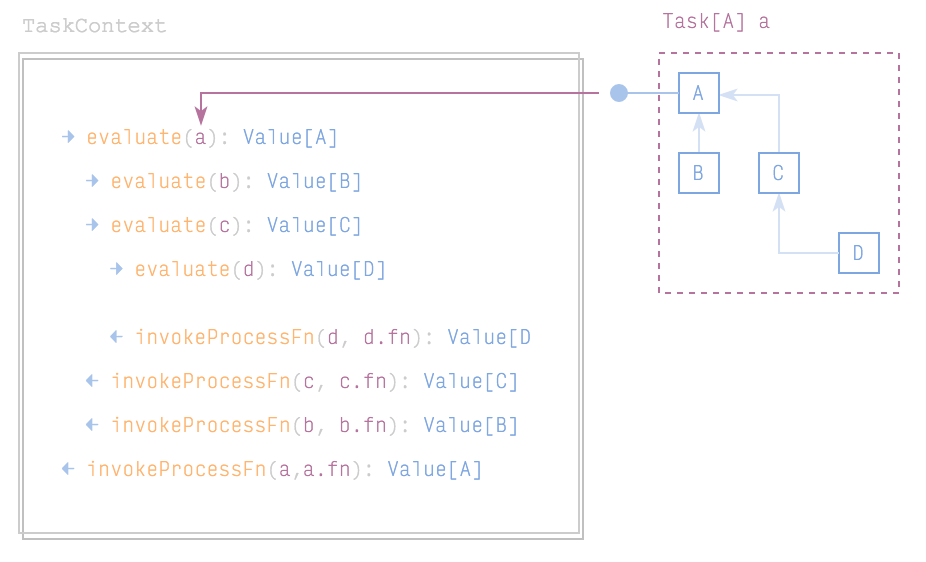 TaskContext
Task[A] a
evaluate(a): Value[A]
evaluate(b): Value[B]
evaluate(c): Value[C]
evaluate(d): Value[D]
invokeProcessFn(d, d.fn): Value[D
invokeProcessFn(c, c.fn): Value[C]
invokeProcessFn(b, b.fn): Value[B]
invokeProcessFn(a,a.fn): Value[A]
A
B
C
D